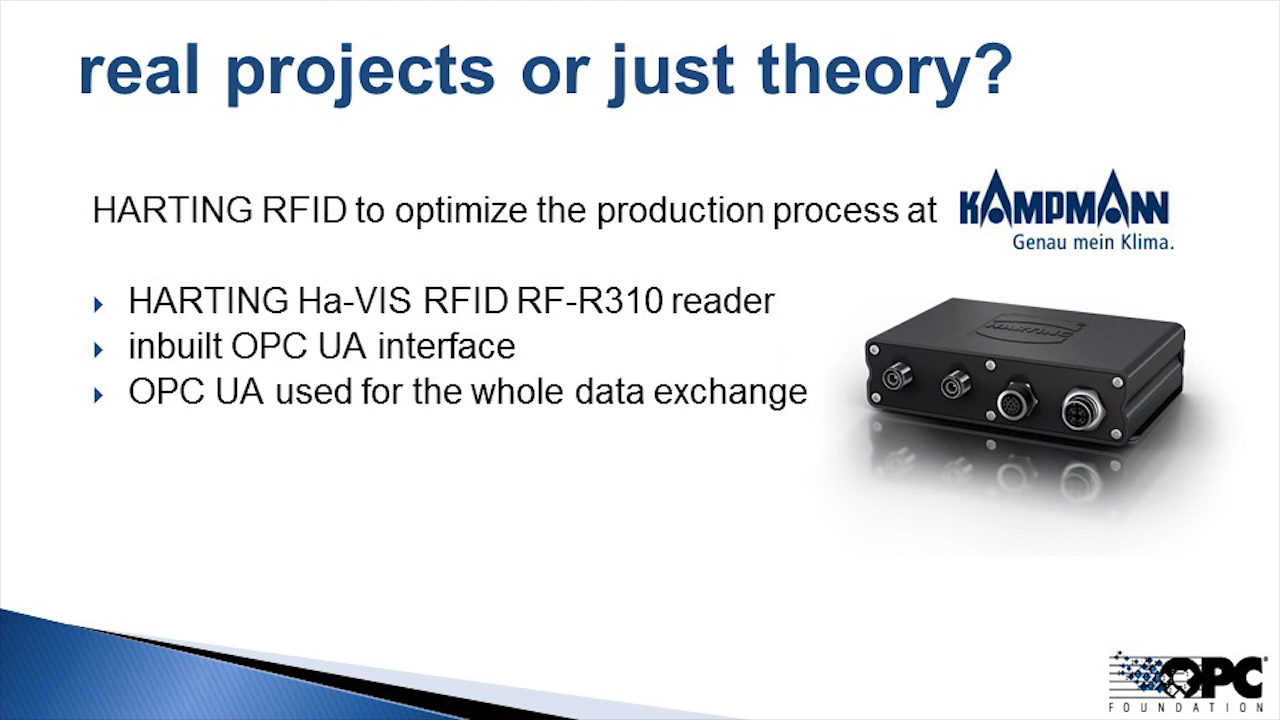 real projects or just theory?
HARTING RFID to optimize the production process at
KAMPMANN
Genau mein Klima.
HARTING Ha-VIS RFID RF-R310 reader
inbuilt OPC UA interface
OPC UA used for the whole data exchange
HARTING
OPC®
FOUNDATION